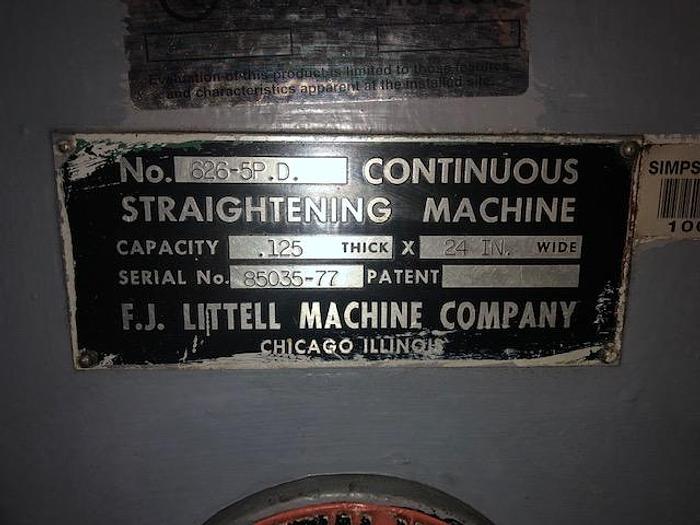 Evaluation of this product is limited to those features
and characteristics apparent at the installed site.
No. 626-5P.D. CONTINUOUS
STRAIGHTENING MACHINE
CAPACITY .125 THICK X 24 IN. WIDE
SERIAL No. 85035-77 PATENT
F.J. LITTELL MACHINE COMPANY
CHICAGO ILLINOIS
SIMPS
100